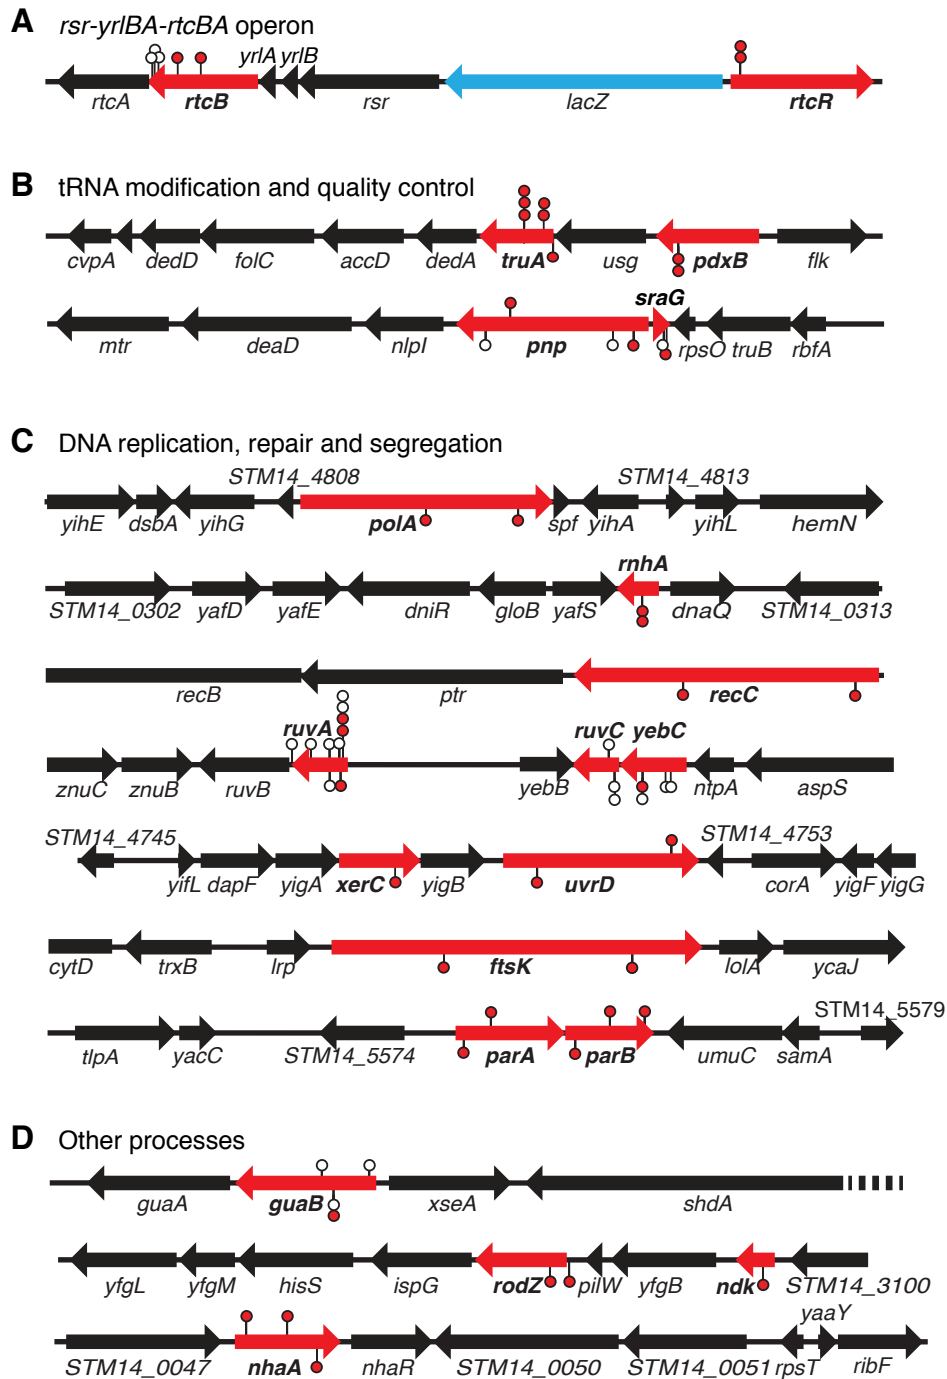 A rsr-yrlBA-rtcBA operon
yrlA yrlB
rtcA rtcB rsr lacZ rtcR
B tRNA modification and quality control
cvpA dedD folC accD dedA truA usg pdxB flk
sraG
mtr deaD nlpI pnp rpsO truB rbfA
C DNA replication, repair and segregation
STM14_4808 STM14_4813
yihE dsbA yihG polA spf yihA yihL hemN
rnhA
STM14_0302 yafD yafE dniR gloB yafS dnaQ STM14_0313
recB ptr recC
ruvA ruvC yebC
znuC znuB ruvB yebB ntpA aspS
STM14_4745 STM14_4753
yifL dapF yigA xerC yigB uvrD corA yigF yigG
cytD trxB lrp ftsK lolA ycaJ
STM14_5579
tlpA yacC STM14_5574 parA parB umuC samA
D Other processes
guaA guaB xseA shdA
yfgL yfgM hisS ispG rodZ pilW yfgB ndk STM14_3100
yaaY
STM14_0047 nhaA nhaR STM14_0050 STM14_0051 rpsT ribF